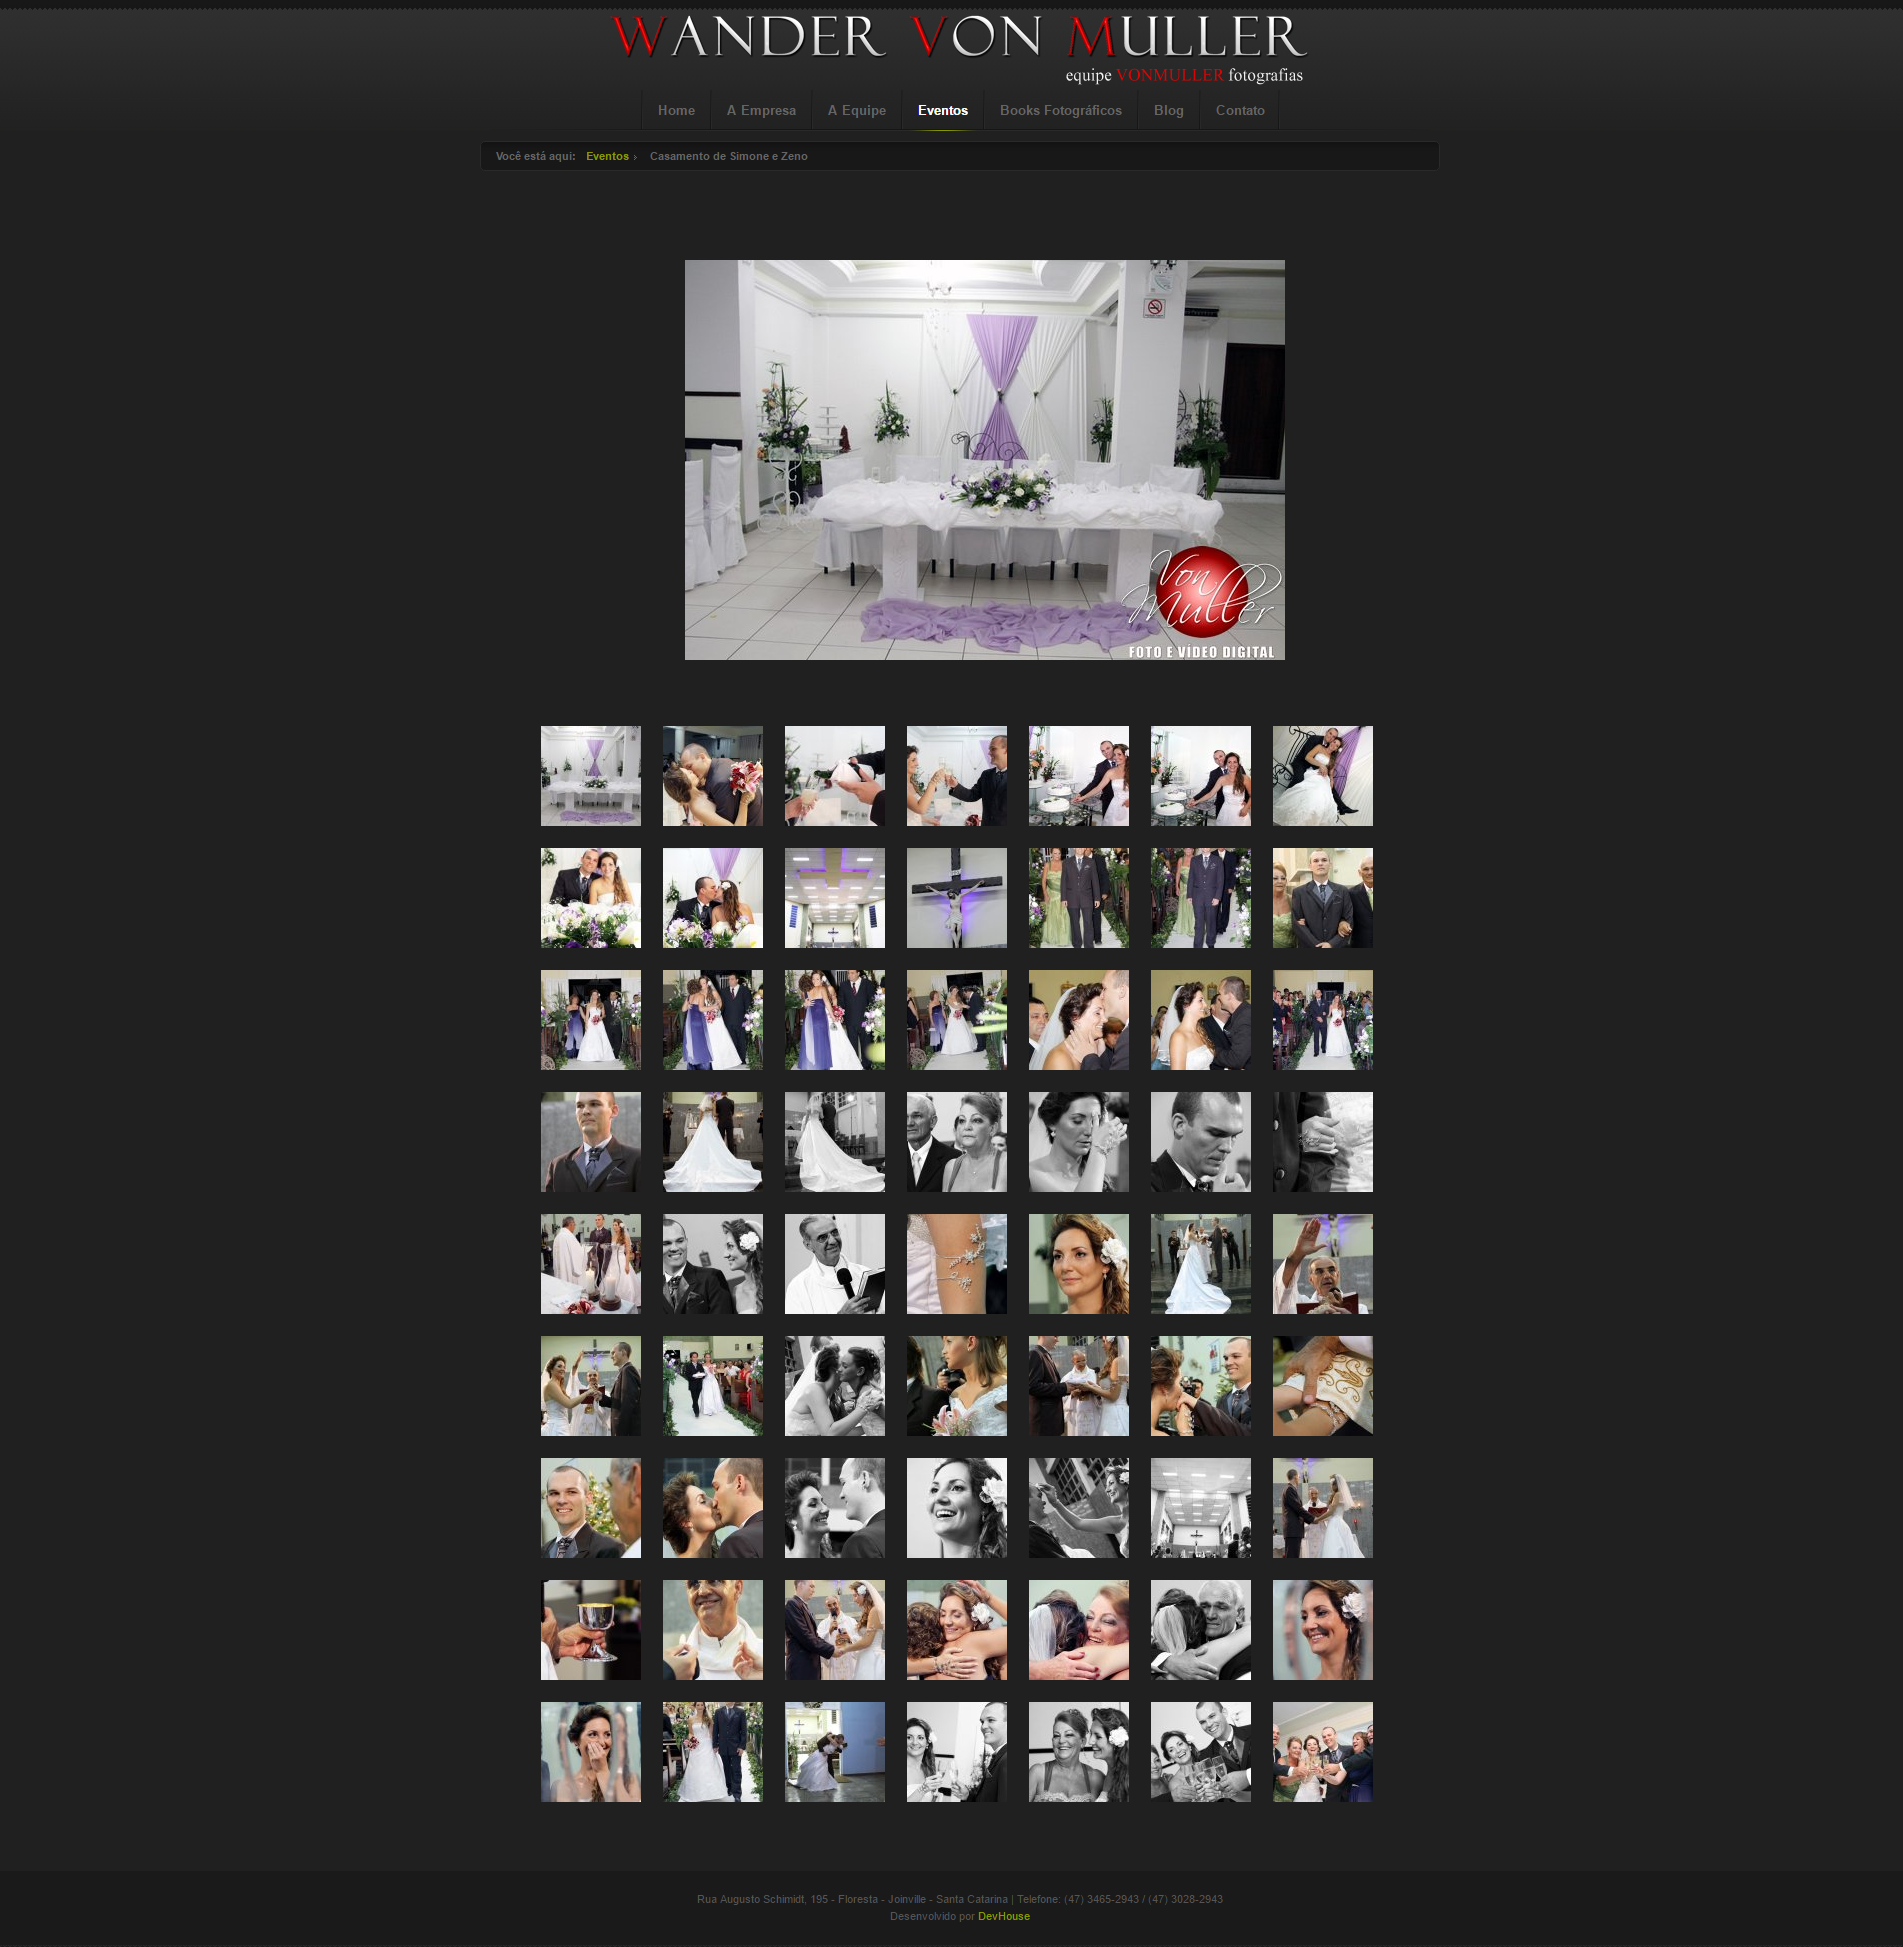 WANDER VON MULLER
equipe VONMULLER fotografias
Home A Empresa A Equipe Eventos Books Fotográficos Blog Contato
Você está aqui: Eventos Casamento de Simone e Zeno
Von
Muller
FOTO E VÍDEO DIGITAL
Rua Augusto Schimidt, 195 - Floresta - Joinville - Santa Catarina | Telefone: (47) 3465-2943 / (47) 3028-2943
Desenvolvido por DevHouse